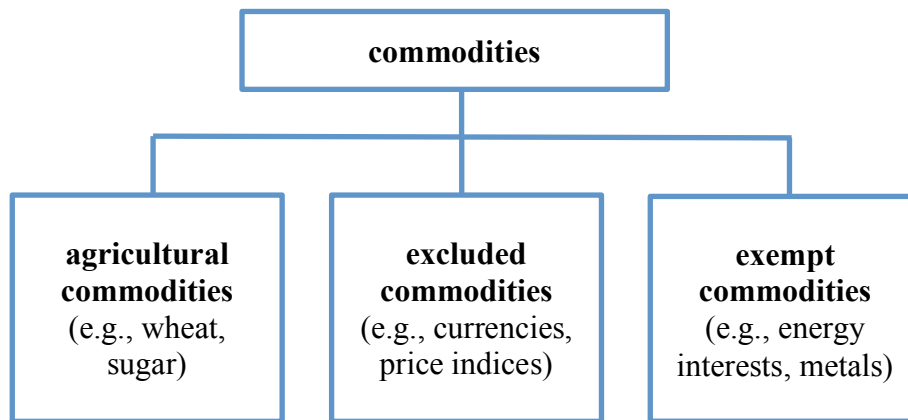 commodities
agricultural
commodities
(e.g., wheat,
sugar)
excluded
commodities
(e.g., currencies,
price indices)
exempt
commodities
(e.g., energy
interests, metals)